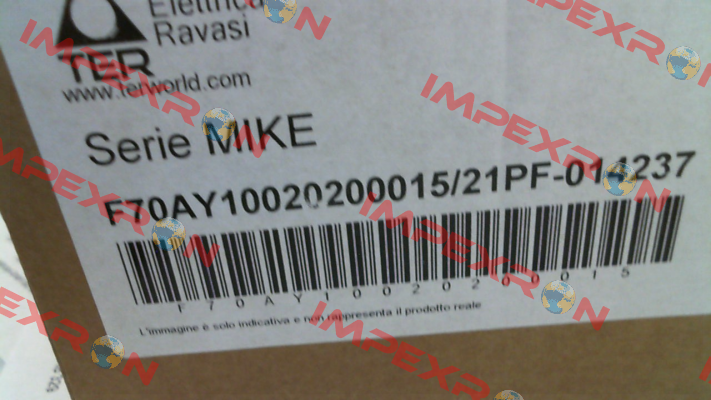 Elettrica
Ravasi
TER
www.terworld.com
Serie MIKE
F70AY10020200015/21PF-014237
F70AY10020200015
L'immagine è solo indicativa e non rappresenta il prodotto reale
IMPEXRON